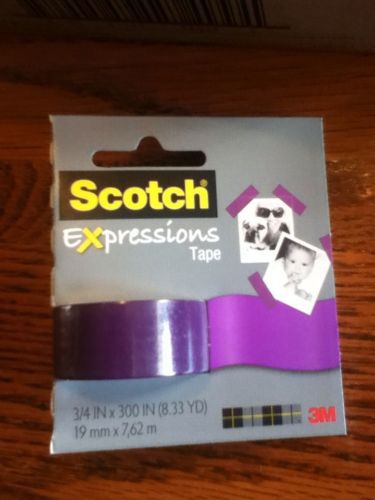 Scotch®
Expressions
Tape
3/4 IN x 300 IN (8.33 YD)
19 mm x 7,62 m
3M